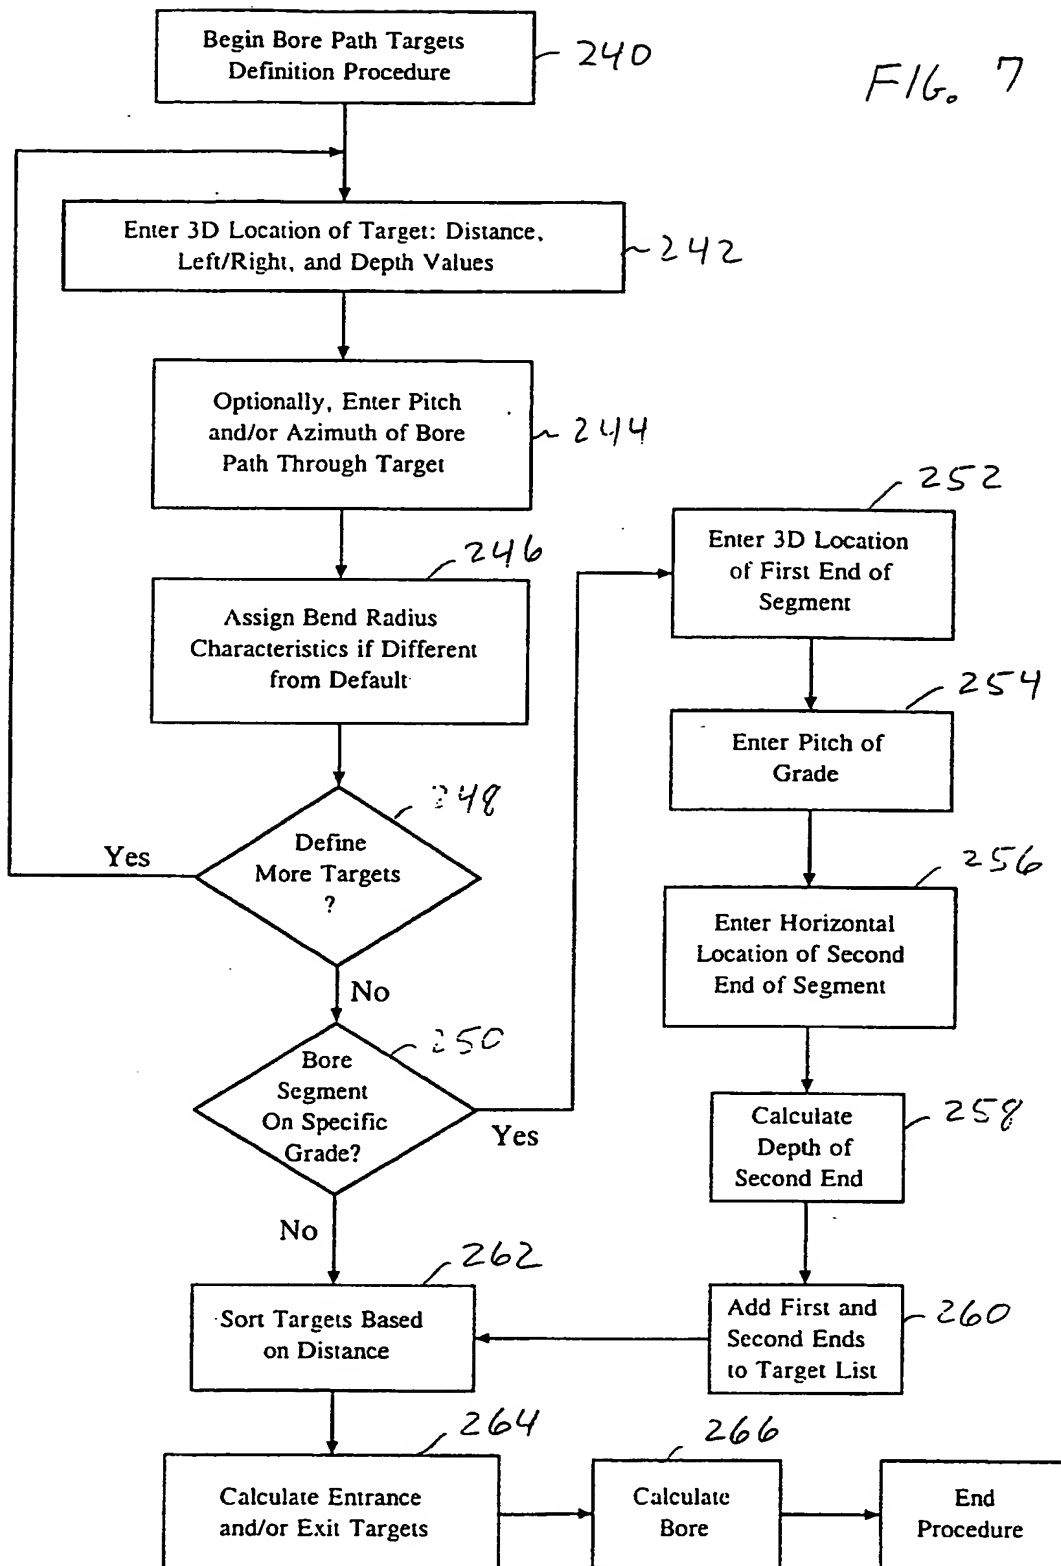 Begin Bore Path Targets
Definition Procedure
240
FIG. 7
Enter 3D Location of Target: Distance,
Left/Right, and Depth Values
242
Optionally, Enter Pitch
and/or Azimuth of Bore
Path Through Target
244
246
Assign Bend Radius
Characteristics if Different
from Default
248
Define
More Targets
?
Yes
No
250
Bore
Segment
On Specific
Grade?
Yes
No
252
Enter 3D Location
of First End of
Segment
254
Enter Pitch of
Grade
256
Enter Horizontal
Location of Second
End of Segment
Calculate
Depth of
Second End
258
Add First and
Second Ends
to Target List
260
262
Sort Targets Based
on Distance
264
Calculate Entrance
and/or Exit Targets
266
Calculate
Bore
End
Procedure